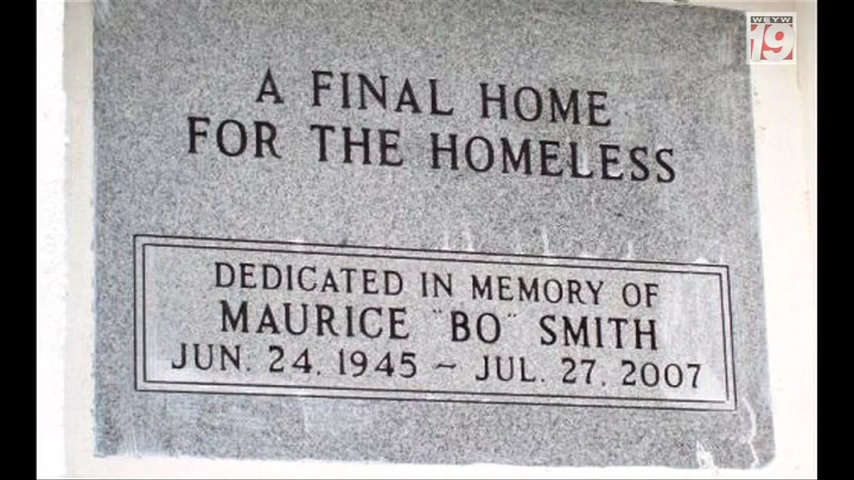 WEYW
19
A FINAL HOME
FOR THE HOMELESS
DEDICATED IN MEMORY OF
MAURICE "BO" SMITH
JUN. 24, 1945 ~ JUL. 27, 2007